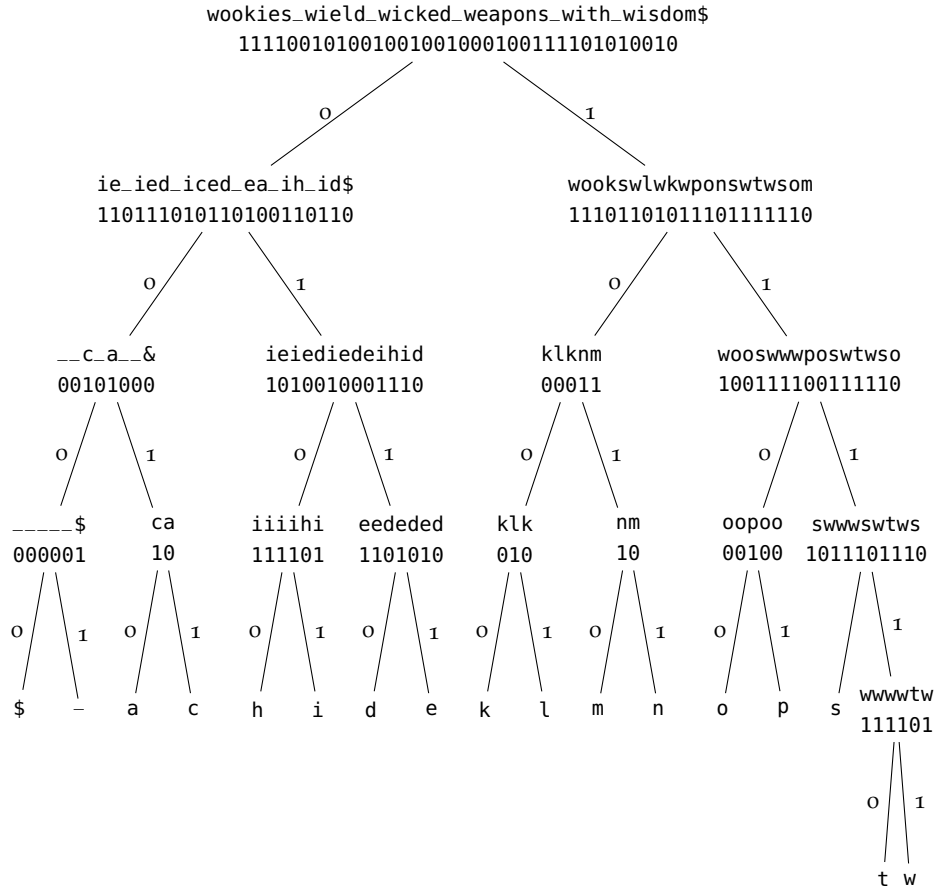 wookies_wield_wicked_weapons_with_wisdom$
111100101001001001000100111101010010
0
1
ie_ied_iced_ea_ih_id$
wookswlwkwponswtwsom
110111010110100110110
11101101011101111110
0
1
0
1
__c_a__&
ieiediedeihid
klknm
wooswwwposwtwso
00101000
1010010001110
00011
100111100111110
0
1
0
1
0
1
0
1
_____$
ca
iiiihi
eededed
klk
nm
oopoo
swwwswtws
000001
10
111101
1101010
010
10
00100
1011101110
0
1
0
1
0
1
0
1
0
1
0
1
0
1
1
$
_
a
c
h
i
d
e
k
l
m
n
o
p
s
wwwwtw
111101
0
1
t
w